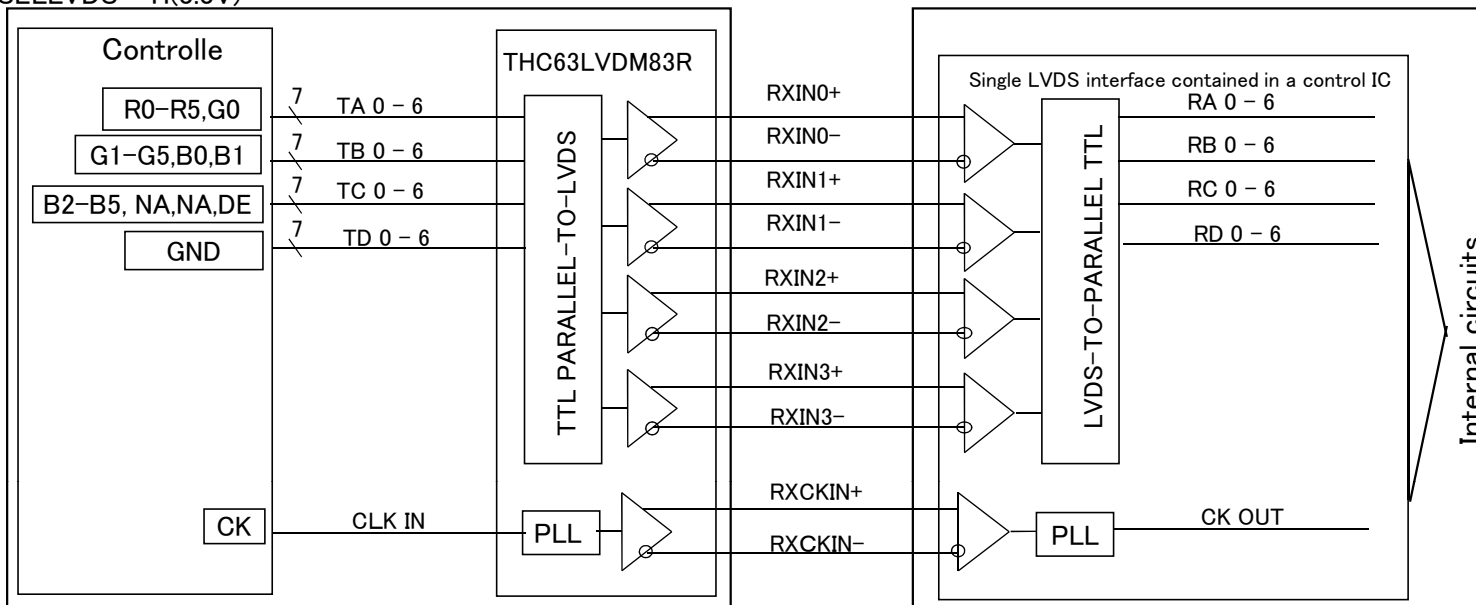 Controlle
THC63LVDM83R
Single LVDS interface contained in a control IC
R0-R5,G0
7
TA 0 - 6
RXIN0+
RA 0 - 6
RXIN0-
G1-G5,B0,B1
7
TB 0 - 6
RB 0 - 6
RXIN1+
B2-B5, NA,NA,DE
7
TC 0 - 6
RC 0 - 6
RXIN1-
GND
7
TD 0 - 6
RD 0 - 6
TTL PARALLEL-TO-LVDS
LVDS-TO-PARALLEL TTL
RXIN2+
RXIN2-
RXIN3+
RXIN3-
Internal circuits
CK
CLK IN
PLL
RXCKIN+
RXCKIN-
PLL
CK OUT